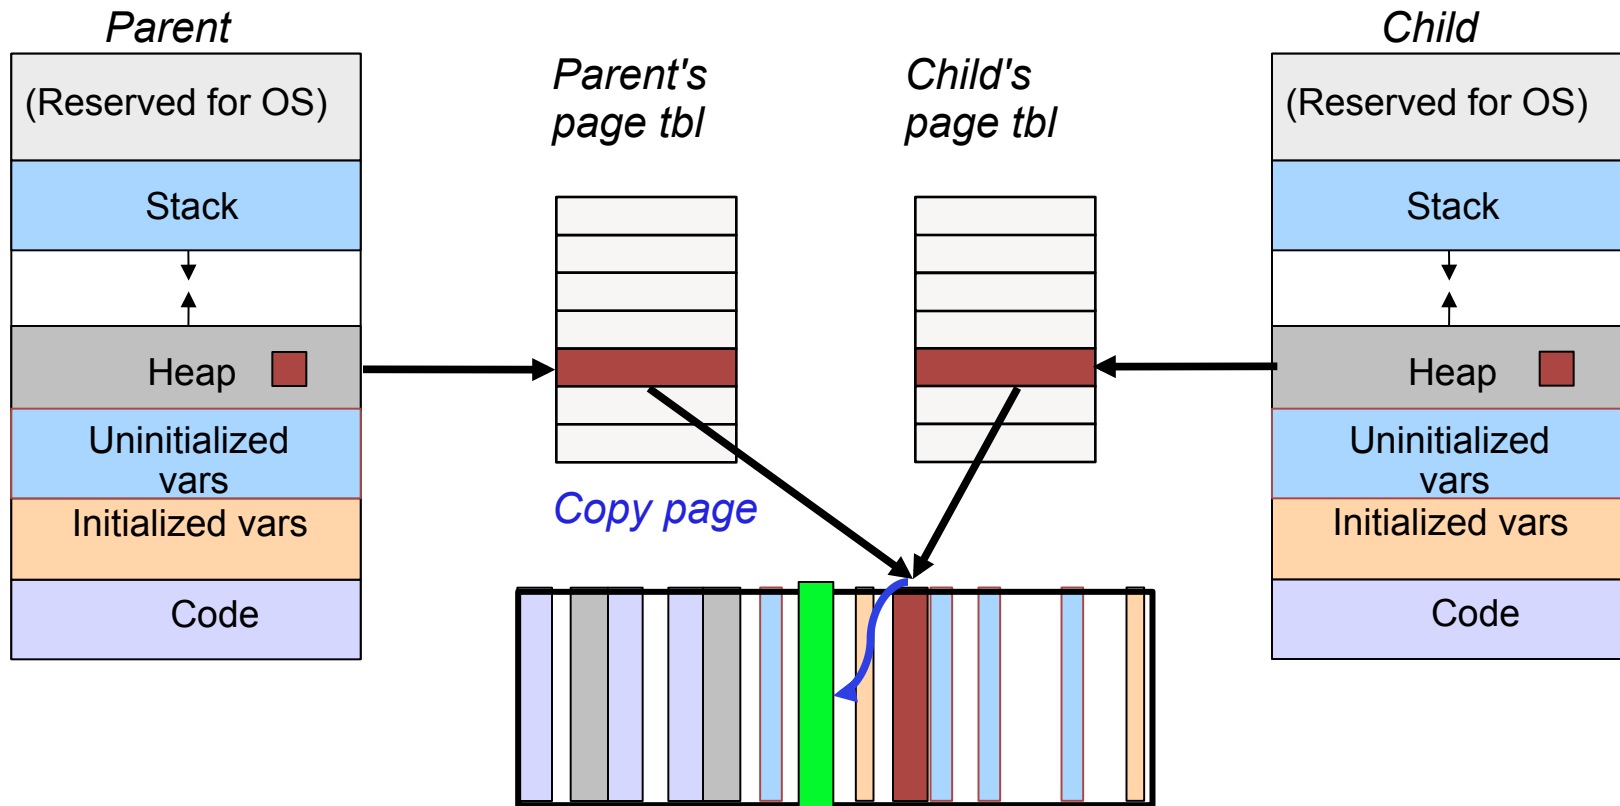 Parent
(Reserved for OS)
Stack
Heap
Uninitialized
vars
Initialized vars
Code
Parent's
page tbl
Copy page
Child's
page tbl
Child
(Reserved for OS)
Stack
Heap
Uninitialized
vars
Initialized vars
Code